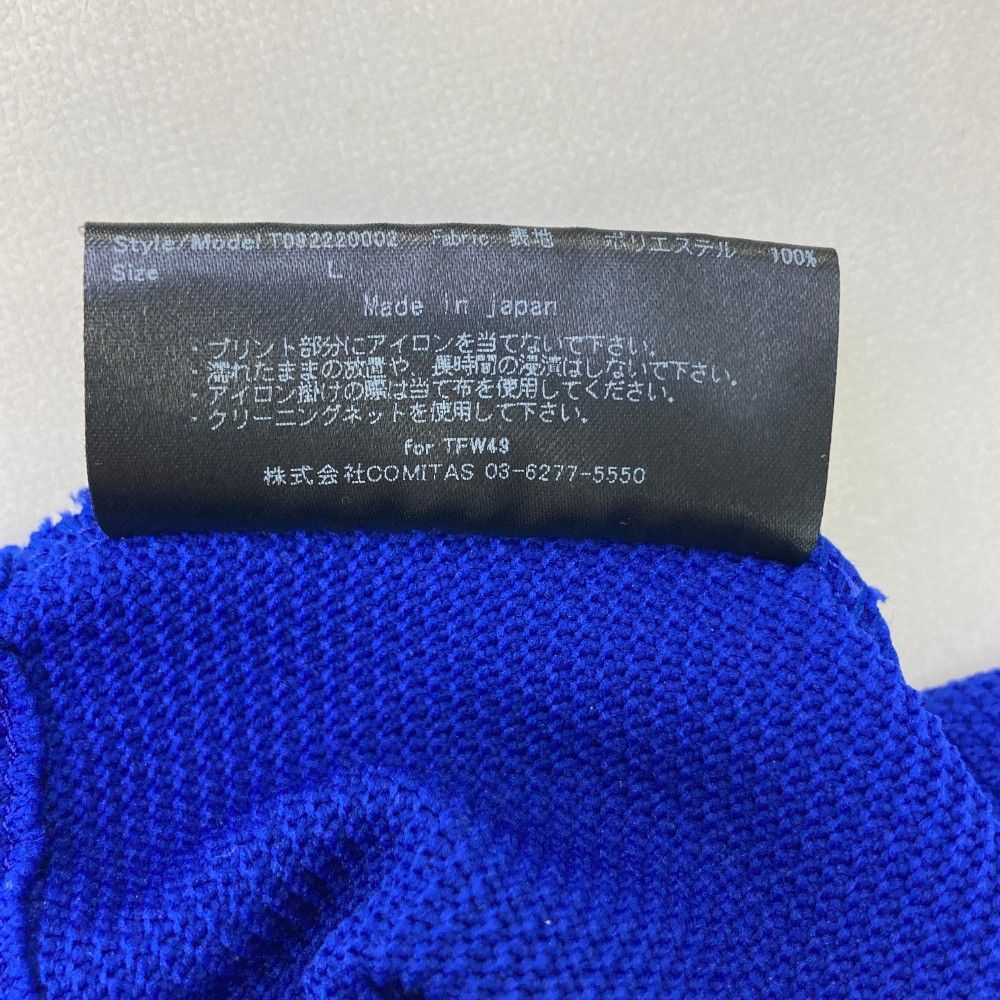 Style/Model T092220002 Fabric 表地 ポリエステル 100%
Size L
Made in japan
・プリント部分にアイロンを当てないで下さい。
・濡れたままの放置や、長時間の浸漬はしないで下さい。
・アイロン掛けの際は当て布を使用してください。
・クリーニングネットを使用して下さい。
for TFW49
株式会社COMITAS 03-6277-5550